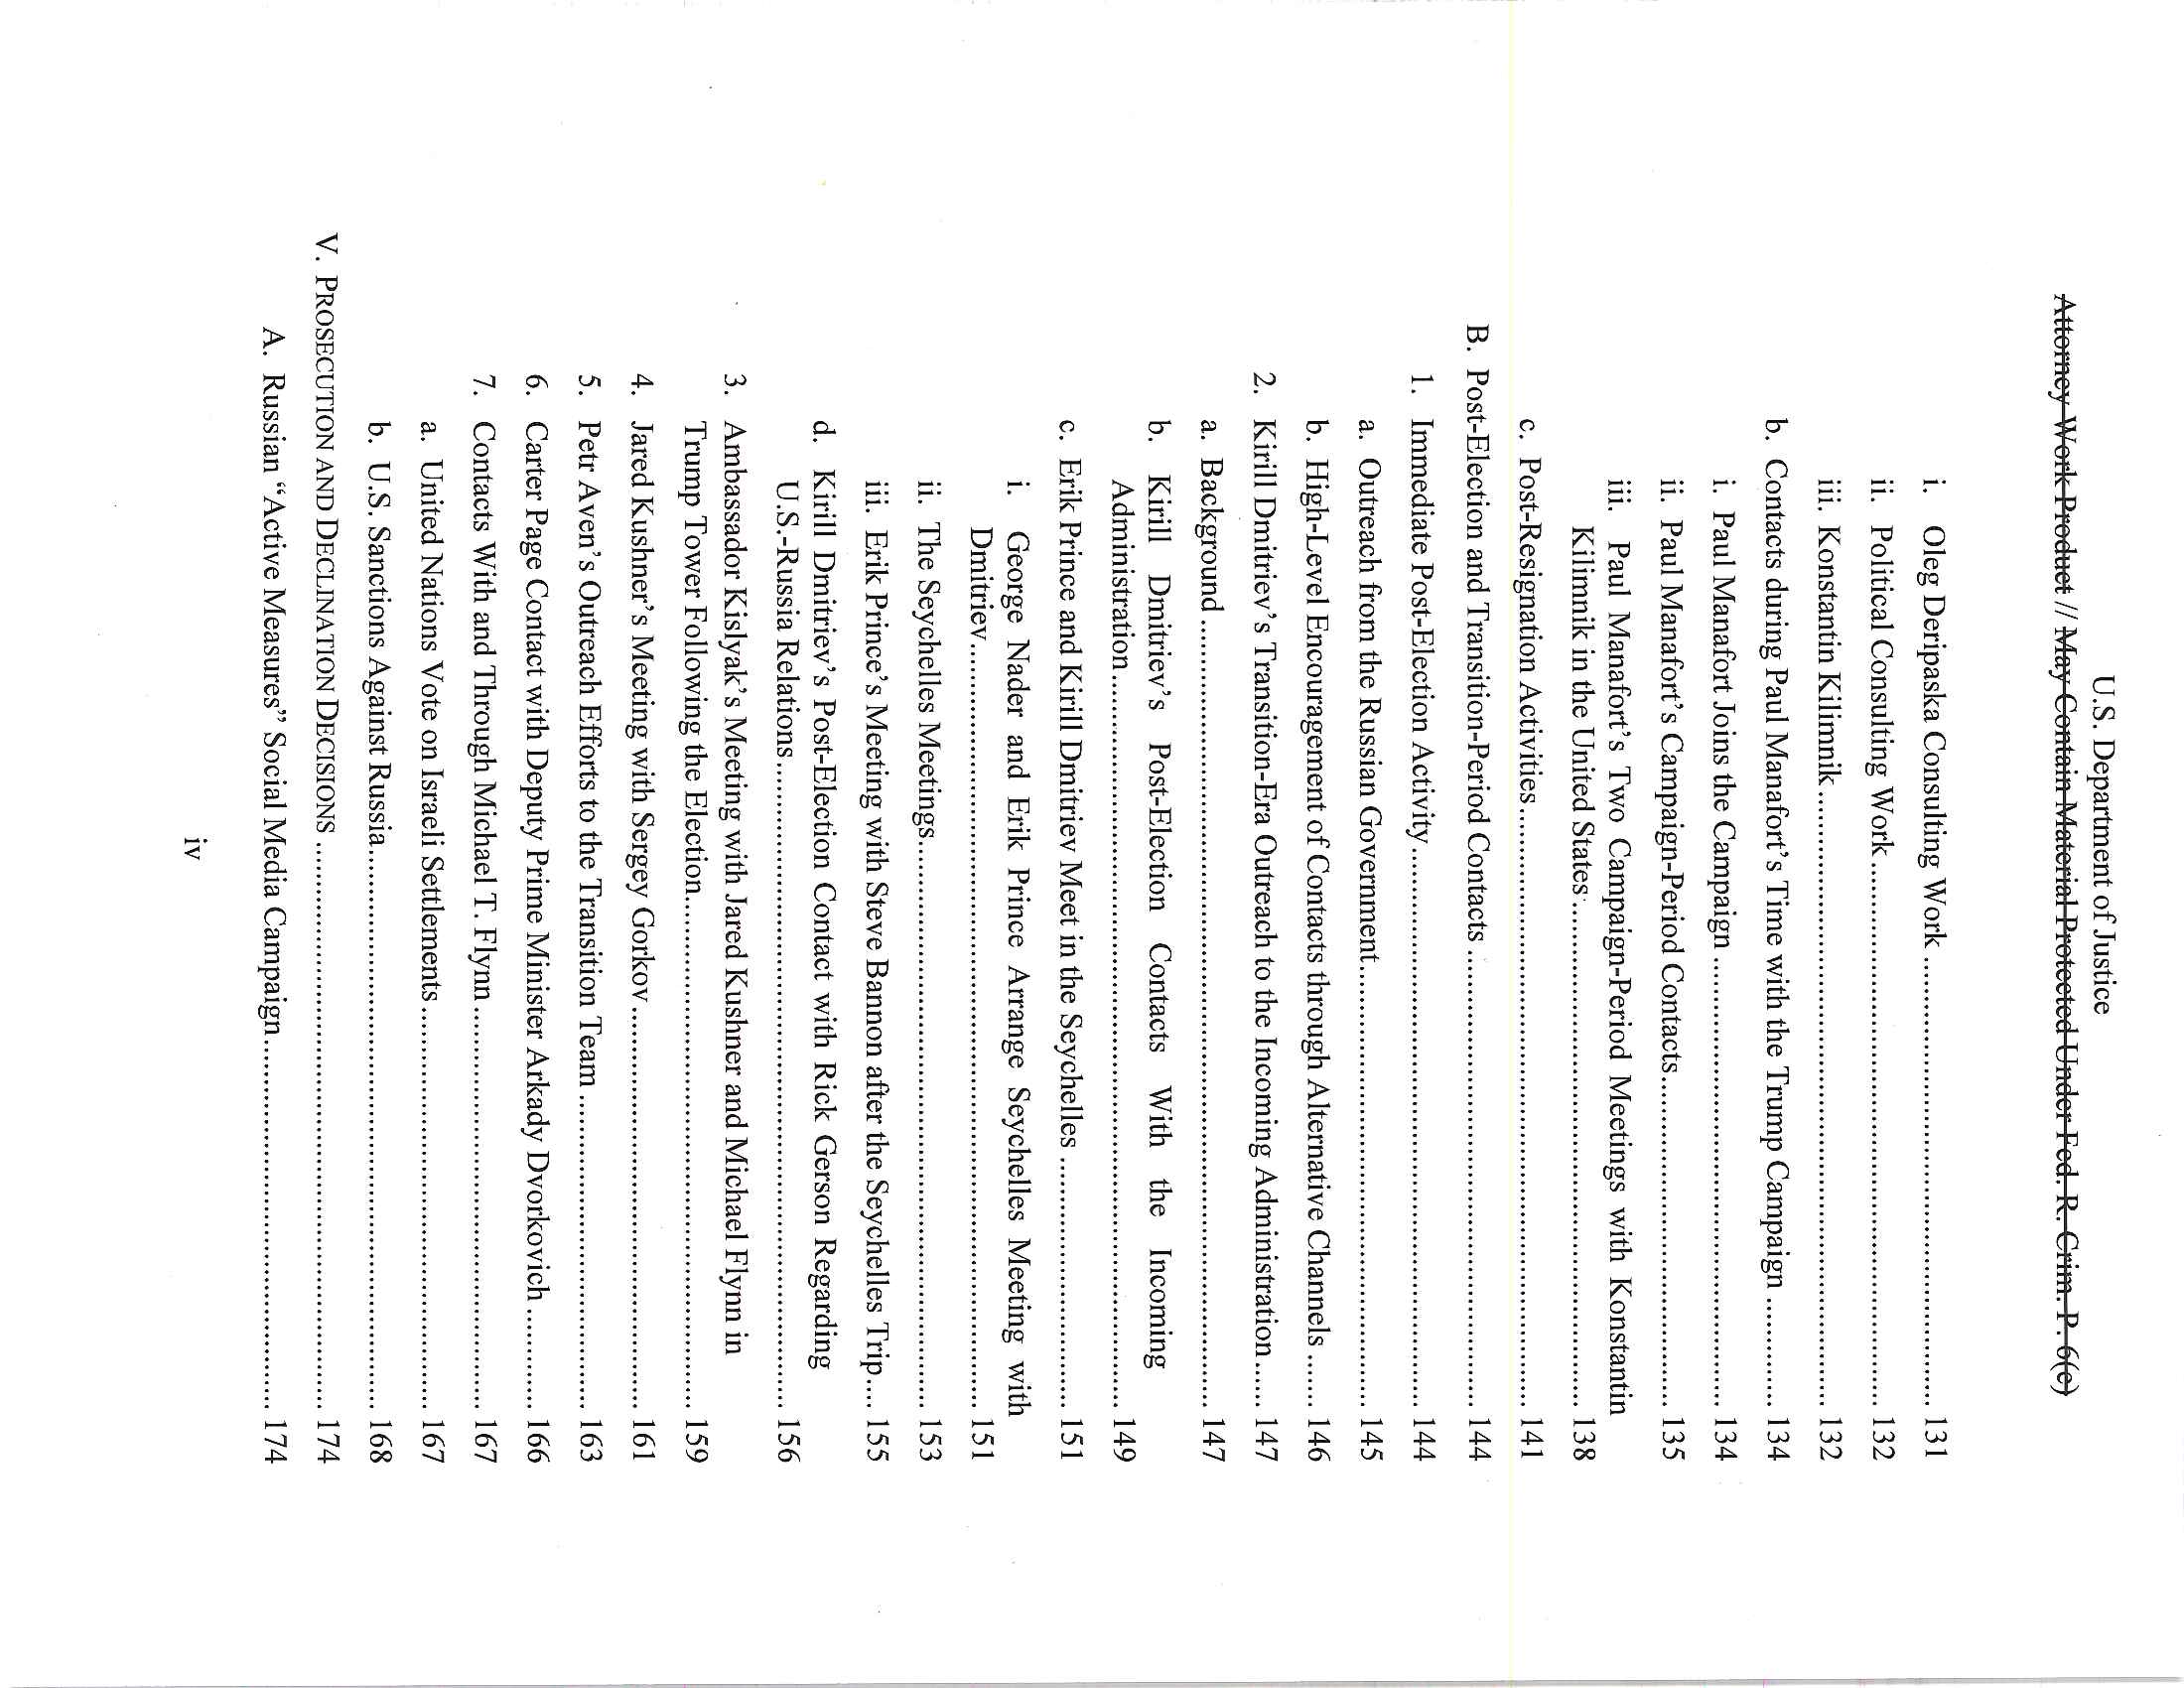 U.S. Department of Justice
Attorney Work Product // May Contain Material Protected Under Fed. R. Crim. P. 6(e)
i. Oleg Deripaska Consulting Work ........................................................ 131
ii. Political Consulting Work .................................................................... 132
iii. Konstantin Kilimnik ............................................................................. 132
b. Contacts during Paul Manafort's Time with the Trump Campaign .............. 134
i. Paul Manafort Joins the Campaign ........................................................ 134
ii. Paul Manafort's Campaign-Period Contacts.......................................... 135
iii. Paul Manafort's Two Campaign-Period Meetings with Konstantin
Kilimnik in the United States ................................................................ 138
c. Post-Resignation Activities ............................................................................ 141
B. Post-Election and Transition-Period Contacts .......................................................... 144
1. Immediate Post-Election Activity ....................................................................... 144
a. Outreach from the Russian Government........................................................ 145
b. High-Level Encouragement of Contacts through Alternative Channels ....... 146
2. Kirill Dmitriev's Transition-Era Outreach to the Incoming Administration ...... 147
a. Background .................................................................................................... 147
b. Kirill Dmitriev's Post-Election Contacts With the Incoming
Administration ............................................................................................. 149
c. Erik Prince and Kirill Dmitriev Meet in the Seychelles ................................ 151
i. George Nader and Erik Prince Arrange Seychelles Meeting with
Dmitriev................................................................................................. 151
ii. The Seychelles Meetings........................................................................ 153
iii. Erik Prince's Meeting with Steve Bannon after the Seychelles Trip.... 155
d. Kirill Dmitriev's Post-Election Contact with Rick Gerson Regarding
U.S.-Russia Relations .................................................................................. 156
3. Ambassador Kislyak's Meeting with Jared Kushner and Michael Flynn in
Trump Tower Following the Election................................................................. 159
4. Jared Kushner's Meeting with Sergey Gorkov ................................................... 161
5. Petr Aven's Outreach Efforts to the Transition Team ........................................ 163
6. Carter Page Contact with Deputy Prime Minister Arkady Dvorkovich ............. 166
7. Contacts With and Through Michael T. Flynn ................................................... 167
a. United Nations Vote on Israeli Settlements ................................................... 167
b. U.S. Sanctions Against Russia....................................................................... 168
V. PROSECUTION AND DECLINATION DECISIONS ........................................................................ 174
A. Russian “Active Measures” Social Media Campaign............................................... 174
iv